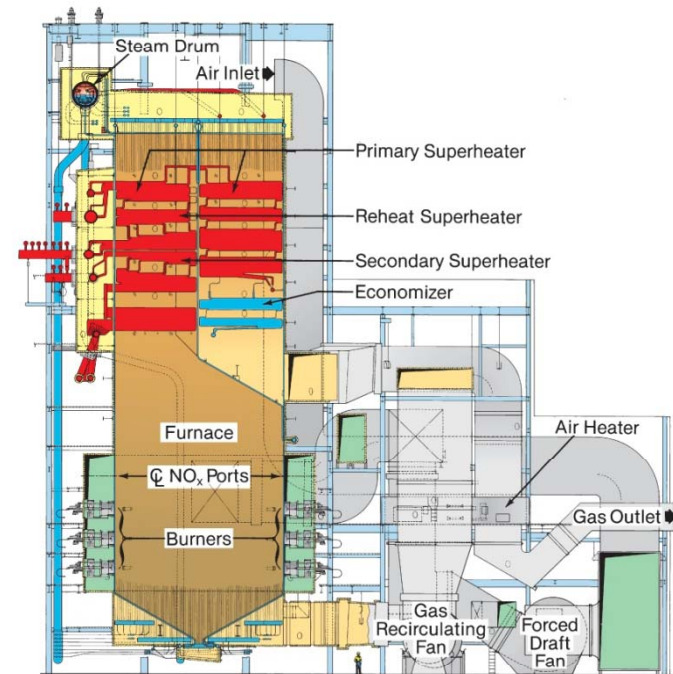 Steam Drum
Air Inlet
Primary Superheater
Reheat Superheater
Secondary Superheater
Economizer
Furnace
Air Heater
℄ NOx Ports
Gas Outlet
Burners
Gas
Recirculating
Fan
Forced
Draft
Fan